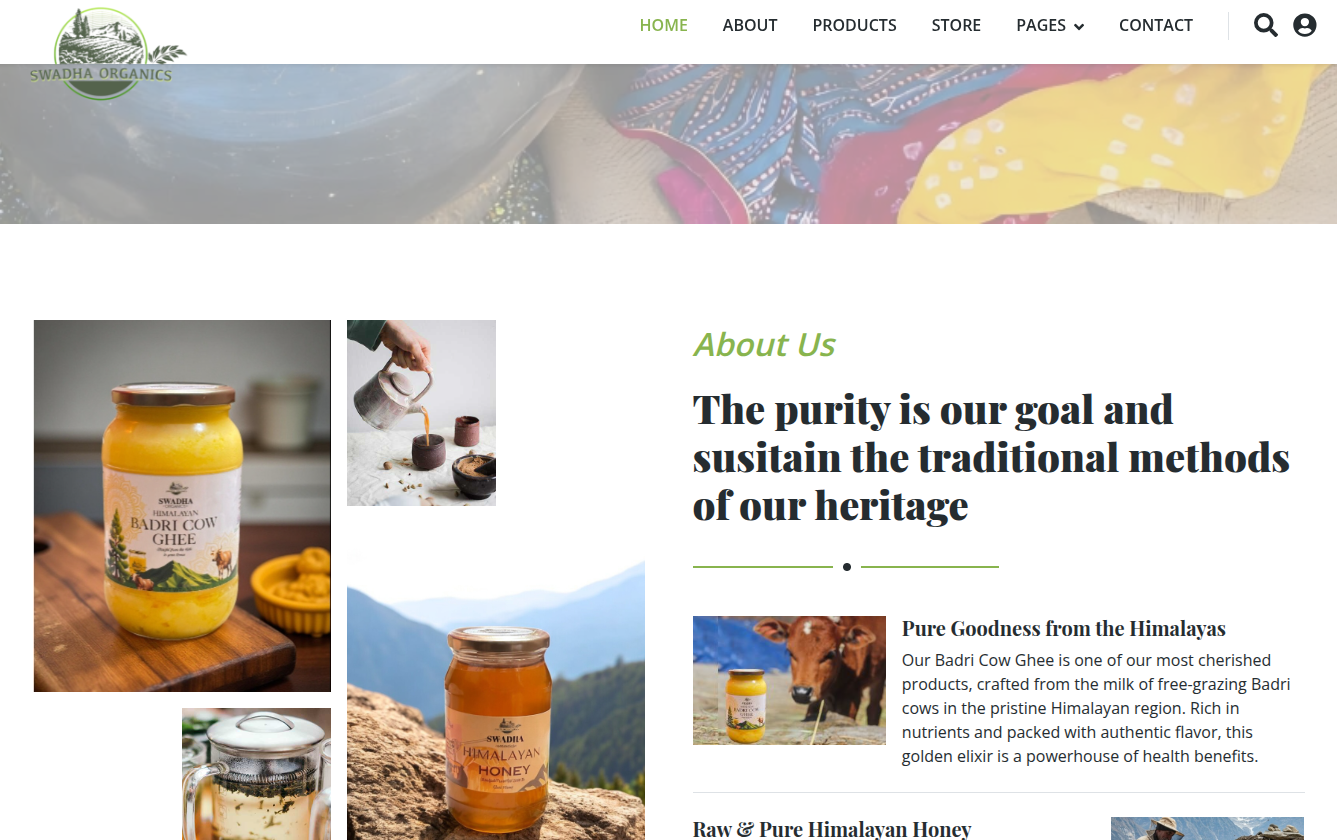 SWADHA ORGANICS
HOME ABOUT PRODUCTS STORE PAGES CONTACT
SWADHA
HIMALAYAN
BADRI COW
GHEE
About Us
The purity is our goal and
susitain the traditional methods
of our heritage
SWADHA
HIMALAYAN
HONEY
Pure Goodness from the Himalayas
Our Badri Cow Ghee is one of our most cherished
products, crafted from the milk of free-grazing Badri
cows in the pristine Himalayan region. Rich in
nutrients and packed with authentic flavor, this
golden elixir is a powerhouse of health benefits.
BADRI COW
Raw & Pure Himalayan Honey